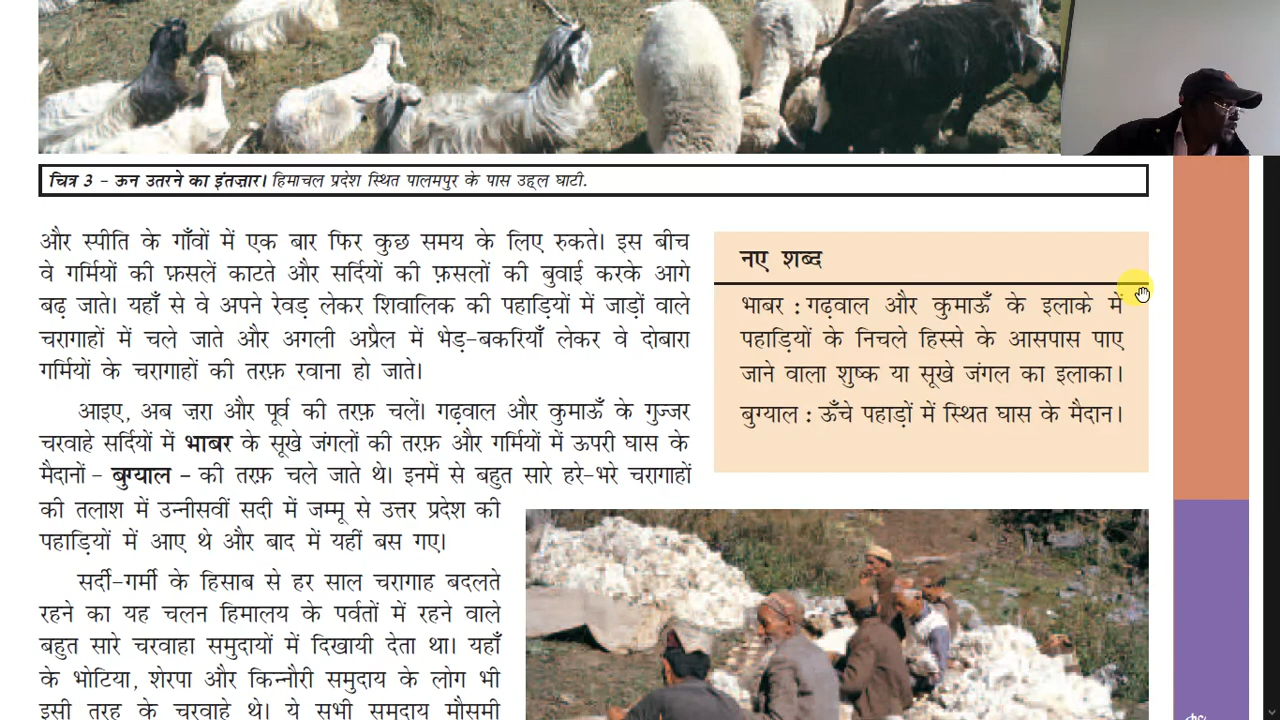 चित्र 3 – ऊन उतरने का इंतज़ार। हिमाचल प्रदेश स्थित पालमपुर के पास उह्ल घाटी.
और स्पीति के गाँवों में एक बार फिर कुछ समय के लिए रुकते। इस बीच
वे गर्मियों की फ़सलें काटते और सर्दियों की फ़सलों की बुवाई करके आगे
बढ़ जाते। यहाँ से वे अपने रेवड़ लेकर शिवालिक की पहाड़ियों में जाड़ों वाले
चरागाहों में चले जाते और अगली अप्रैल में भेड़-बकरियाँ लेकर वे दोबारा
गर्मियों के चरागाहों की तरफ़ रवाना हो जाते।
आइए, अब ज़रा और पूर्व की तरफ़ चलें। गढ़वाल और कुमाऊँ के गुज्जर
चरवाहे सर्दियों में भाबर के सूखे जंगलों की तरफ़ और गर्मियों में ऊपरी घास के
मैदानों – बुग्याल – की तरफ़ चले जाते थे। इनमें से बहुत सारे हरे-भरे चरागाहों
की तलाश में उन्नीसवीं सदी में जम्मू से उत्तर प्रदेश की
पहाड़ियों में आए थे और बाद में यहीं बस गए।
सर्दी-गर्मी के हिसाब से हर साल चरागाह बदलते
रहने का यह चलन हिमालय के पर्वतों में रहने वाले
बहुत सारे चरवाहा समुदायों में दिखायी देता था। यहाँ
के भोटिया, शेरपा और किन्नौरी समुदाय के लोग भी
इसी तरह के चरवाहे थे। ये सभी समुदाय मौसमी
नए शब्द
भाबर : गढ़वाल और कुमाऊँ के इलाके में
पहाड़ियों के निचले हिस्से के आसपास पाए
जाने वाला शुष्क या सूखे जंगल का इलाका।
बुग्याल : ऊँचे पहाड़ों में स्थित घास के मैदान।